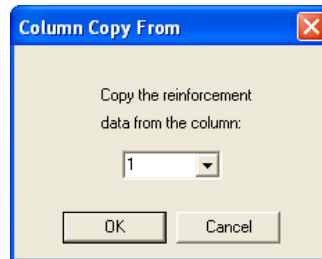 Column Copy From
Copy the reinforcement
data from the column:
1
OK
Cancel